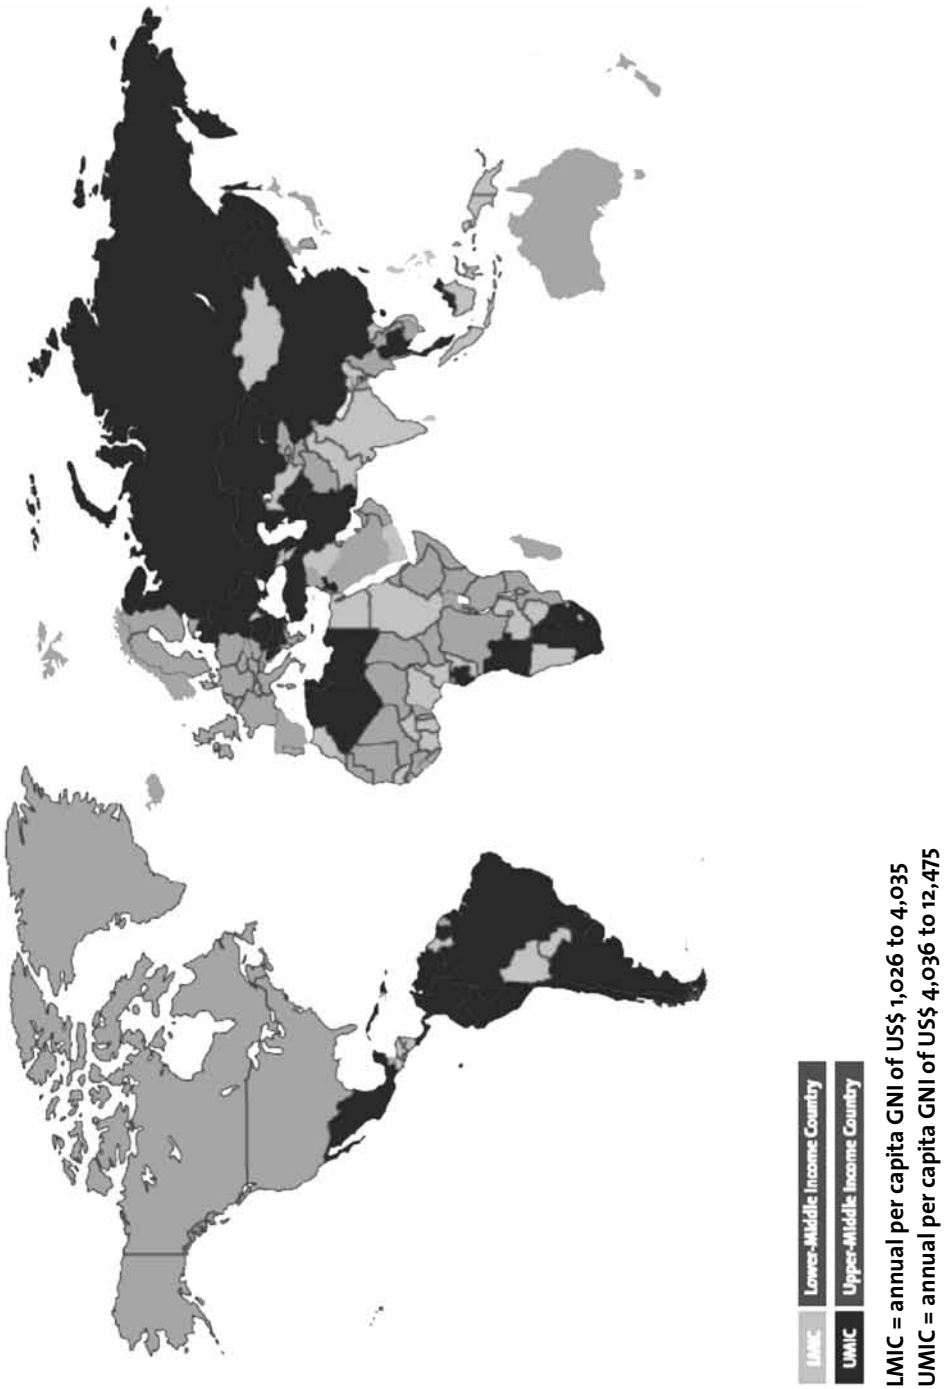 LMIC Lower-Middle Income Country
UMIC Upper-Middle Income Country
LMIC = annual per capita GNI of US$ 1,026 to 4,035
UMIC = annual per capita GNI of US$ 4,036 to 12,475